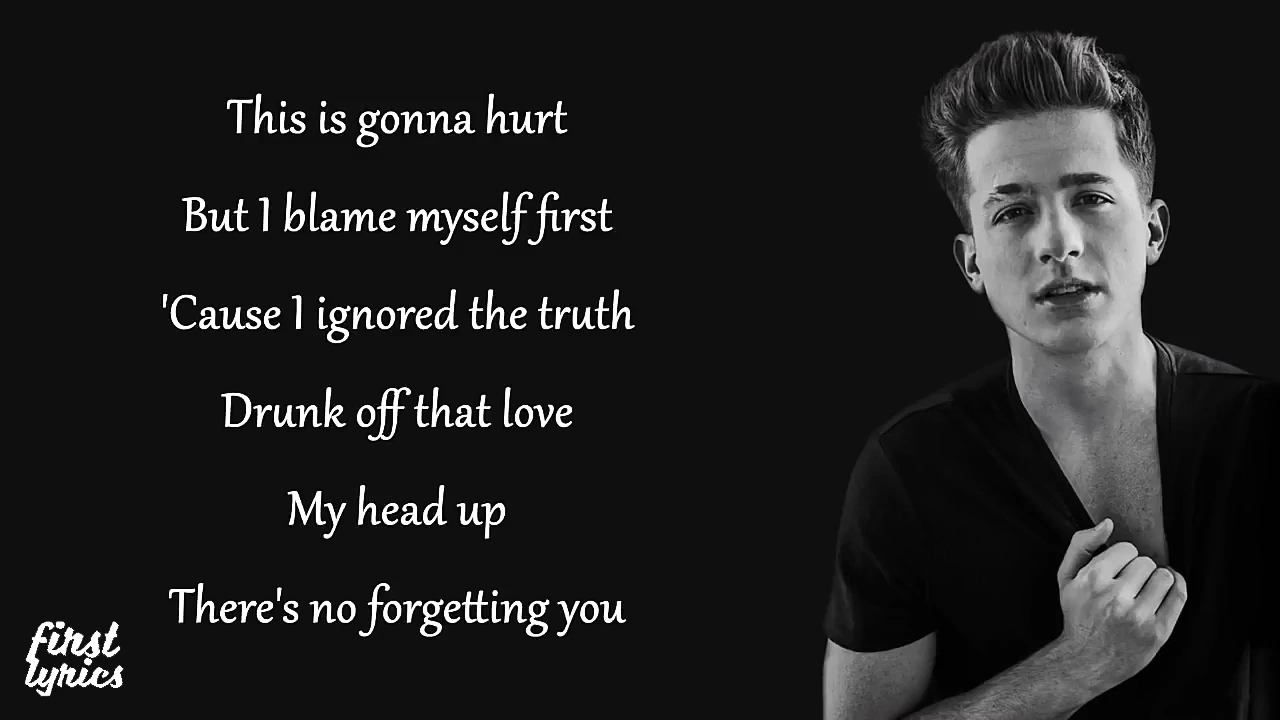 This is gonna hurt
But I blame myself first
'Cause I ignored the truth
Drunk off that love
My head up
There's no forgetting you
first
lyrics